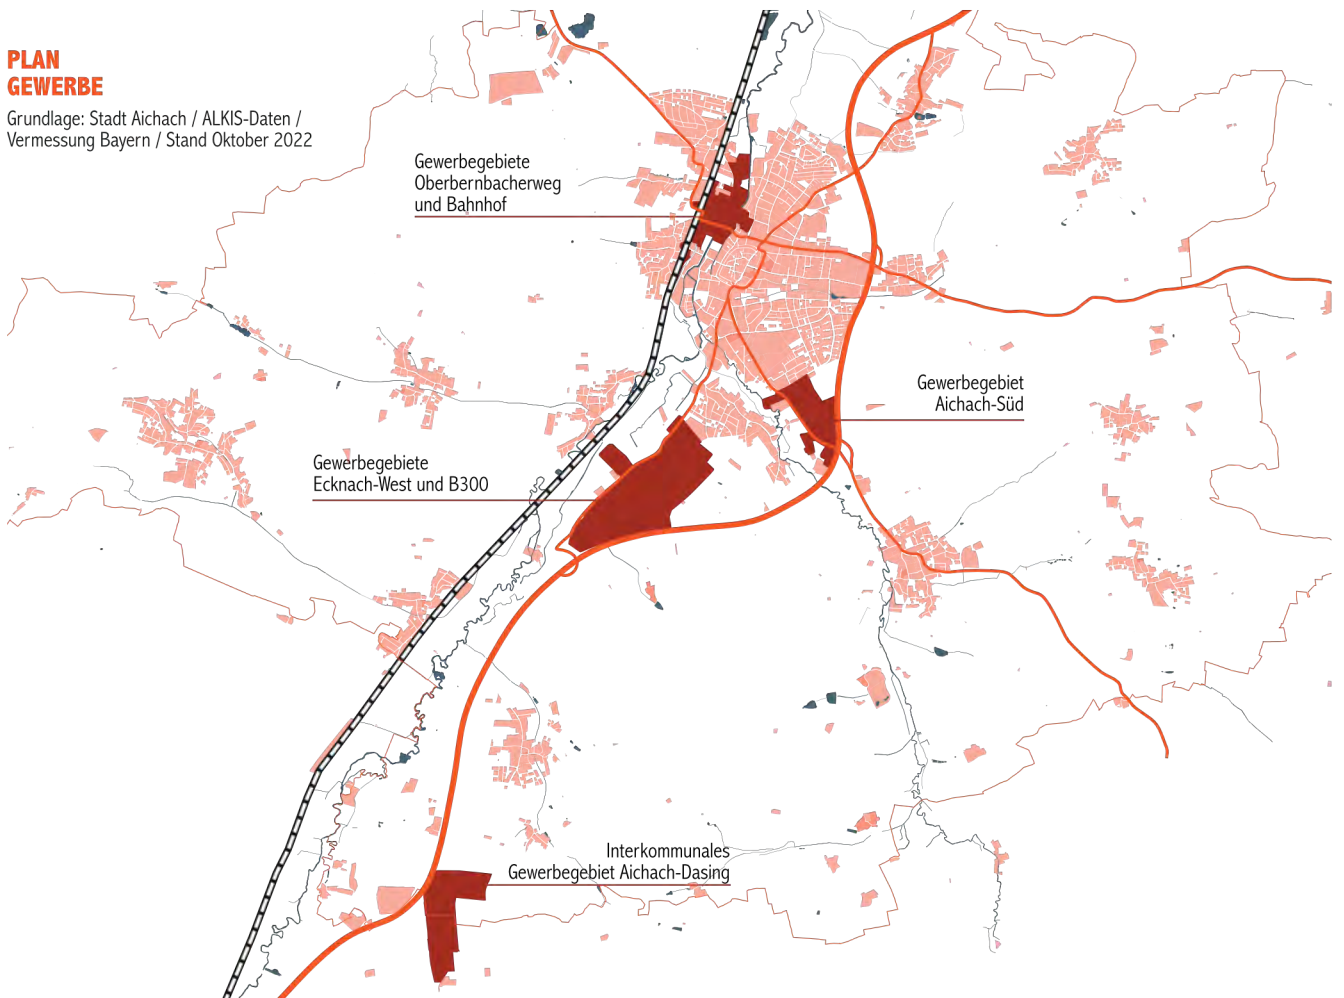 PLAN
GEWERBE
Grundlage: Stadt Aichach / ALKIS-Daten /
Vermessung Bayern / Stand Oktober 2022
Gewerbegebiete
Oberbernbacherweg
und Bahnhof
Gewerbegebiet
Aichach-Süd
Gewerbegebiete
Ecknach-West und B300
Interkommunales
Gewerbegebiet Aichach-Dasing